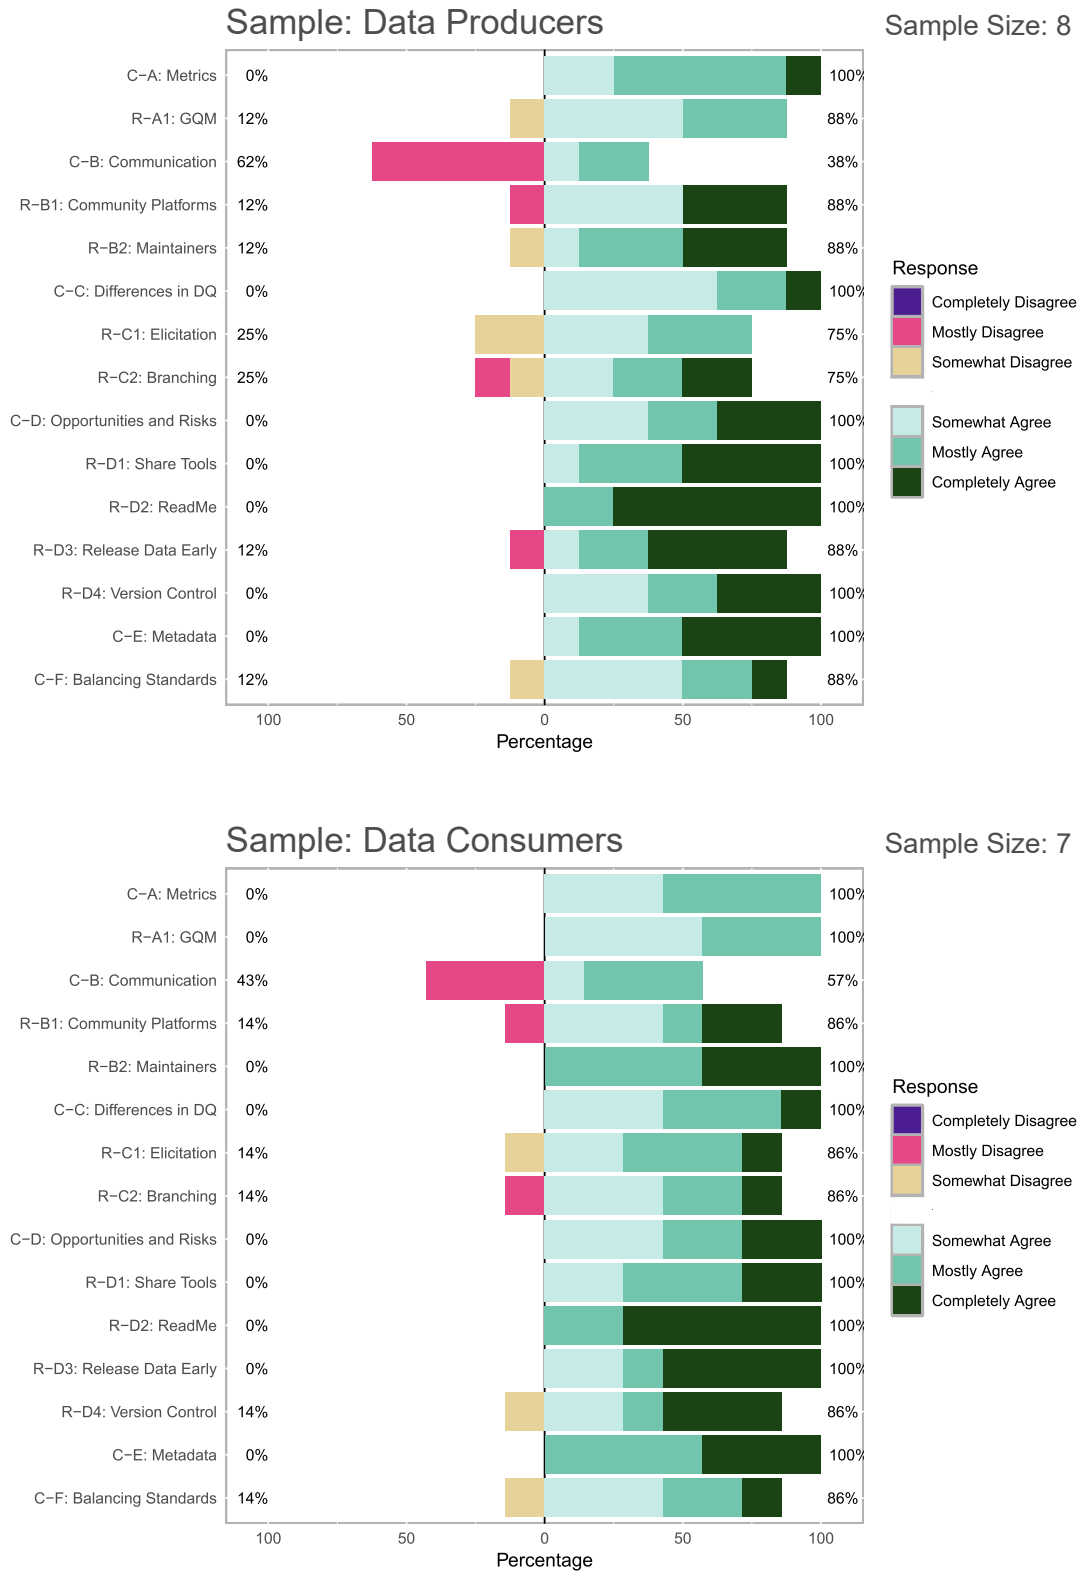 Sample: Data Producers Sample Size: 8
C−A: Metrics 0% 100%
R−A1: GQM 12% 88%
C−B: Communication 62% 38%
R−B1: Community Platforms 12% 88%
R−B2: Maintainers 12% 88%
C−C: Differences in DQ 0% 100%
R−C1: Elicitation 25% 75%
R−C2: Branching 25% 75%
C−D: Opportunities and Risks 0% 100%
R−D1: Share Tools 0% 100%
R−D2: ReadMe 0% 100%
R−D3: Release Data Early 12% 88%
R−D4: Version Control 0% 100%
C−E: Metadata 0% 100%
C−F: Balancing Standards 12% 88%
100 50 0 50 100
Percentage
Response
Completely Disagree
Mostly Disagree
Somewhat Disagree
Somewhat Agree
Mostly Agree
Completely Agree
Sample: Data Consumers Sample Size: 7
C−A: Metrics 0% 100%
R−A1: GQM 0% 100%
C−B: Communication 43% 57%
R−B1: Community Platforms 14% 86%
R−B2: Maintainers 0% 100%
C−C: Differences in DQ 0% 100%
R−C1: Elicitation 14% 86%
R−C2: Branching 14% 86%
C−D: Opportunities and Risks 0% 100%
R−D1: Share Tools 0% 100%
R−D2: ReadMe 0% 100%
R−D3: Release Data Early 0% 100%
R−D4: Version Control 14% 86%
C−E: Metadata 0% 100%
C−F: Balancing Standards 14% 86%
100 50 0 50 100
Percentage
Response
Completely Disagree
Mostly Disagree
Somewhat Disagree
Somewhat Agree
Mostly Agree
Completely Agree